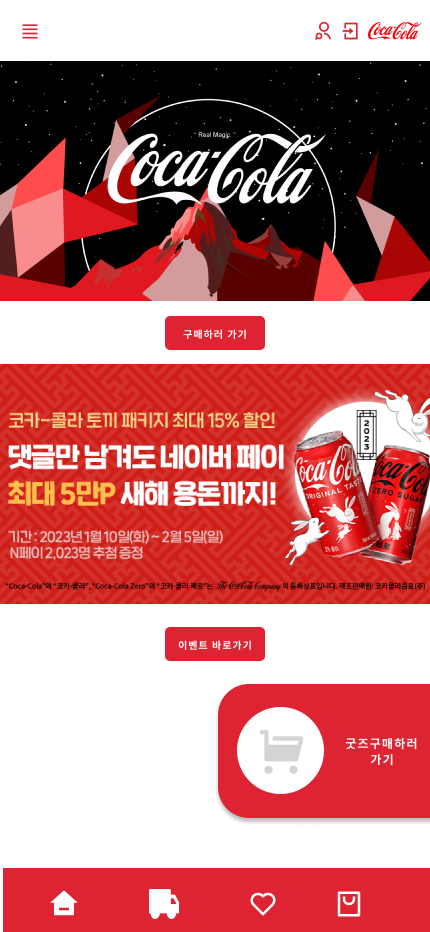 Coca-Cola
Real Magic
Coca-Cola
구매하러 가기
코카-콜라 토끼 패키지 최대 15% 할인
댓글만 남겨도 네이버 페이
최대 5만P 새해 용돈까지!
기간 : 2023년 1월 10일(화) ~ 2월 5일(일)
N페이 2,023명 추첨 증정
2023
Coca-Cola
ORIGINAL TASTE
Coca-Cola
ZERO SUGAR
"Coca-Cola"와 "코카-콜라", "Coca-Cola Zero"와 "코카-콜라 제로"는 The Coca-Cola Company 의 등록상표입니다. 제조판매원: 코카콜라음료(주)
이벤트 바로가기
굿즈구매하러
가기